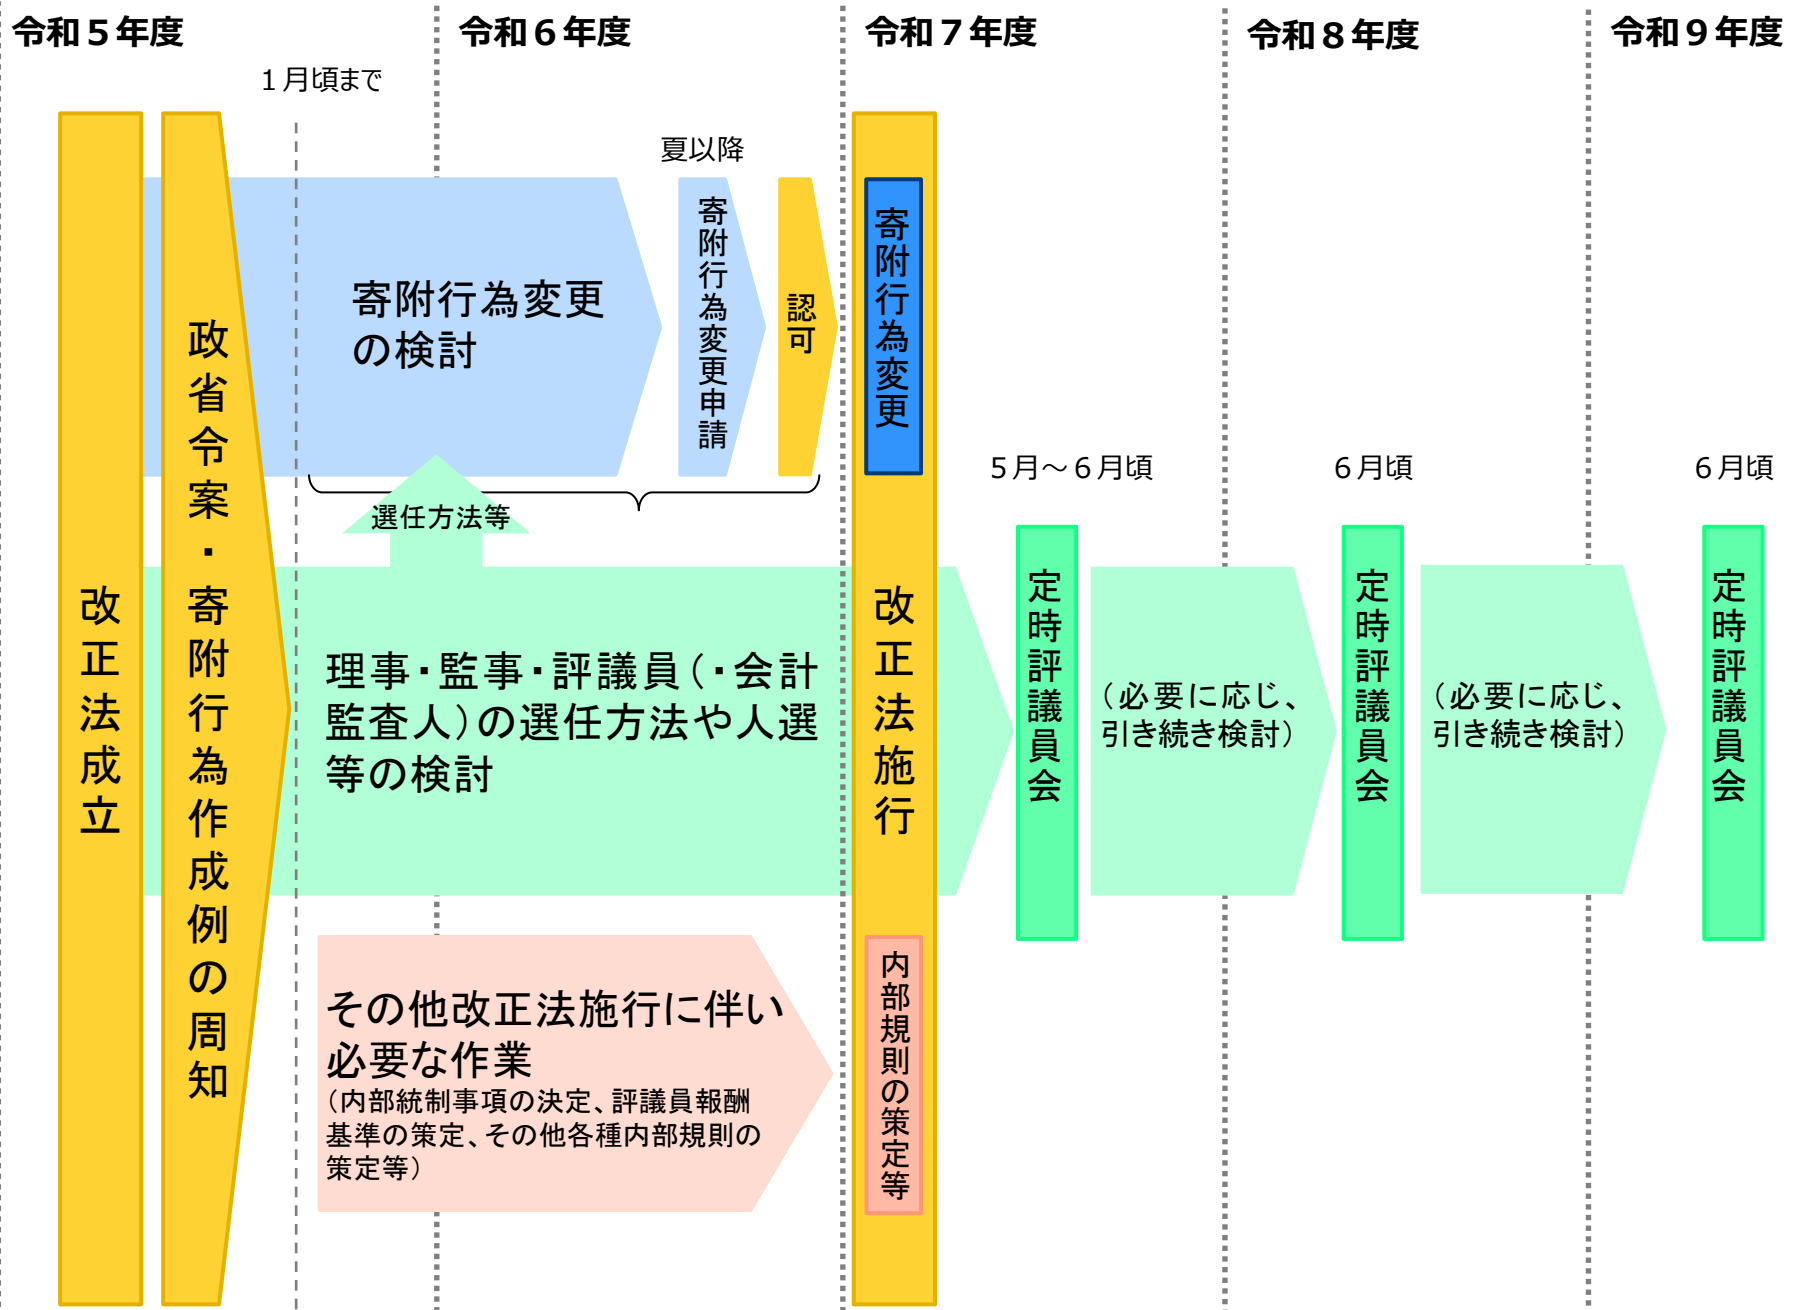 令和５年度
令和６年度
令和７年度
令和８年度
令和９年度
１月頃まで
夏以降
改正法成立
政省令案・寄附行為作成例の周知
寄附行為変更
の検討
寄附行為変更申請
認可
寄附行為変更
選任方法等
改正法施行
理事・監事・評議員（・会計
監査人）の選任方法や人選
等の検討
５月～６月頃
定時評議員会
（必要に応じ、
引き続き検討）
６月頃
定時評議員会
（必要に応じ、
引き続き検討）
６月頃
定時評議員会
その他改正法施行に伴い
必要な作業
（内部統制事項の決定、評議員報酬
基準の策定、その他各種内部規則の
策定等）
内部規則の策定等